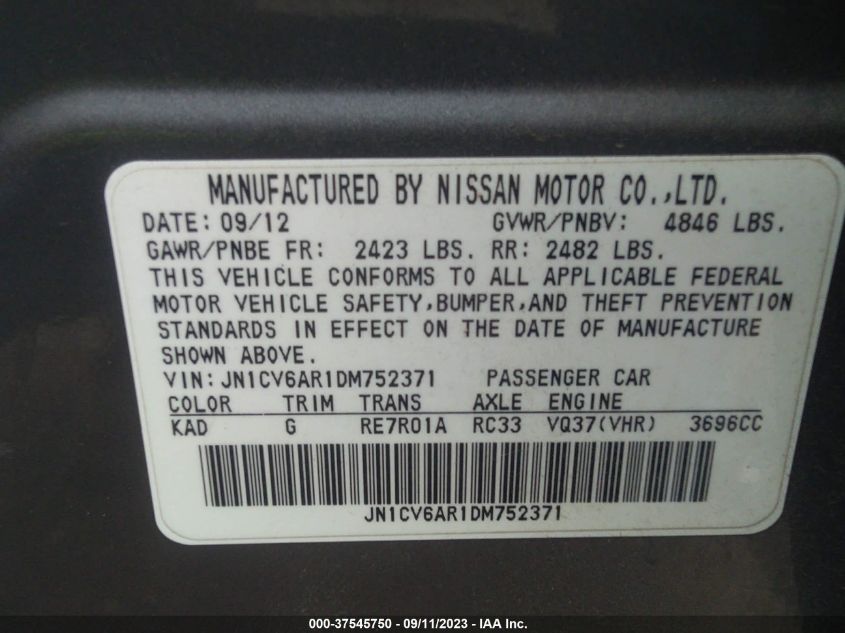 MANUFACTURED BY NISSAN MOTOR CO.,LTD.
DATE: 09/12 GVWR/PNBV: 4846 LBS.
GAWR/PNBE FR: 2423 LBS. RR: 2482 LBS.
THIS VEHICLE CONFORMS TO ALL APPLICABLE FEDERAL
MOTOR VEHICLE SAFETY,BUMPER,AND THEFT PREVENTION
STANDARDS IN EFFECT ON THE DATE OF MANUFACTURE
SHOWN ABOVE.
VIN: JN1CV6AR1DM752371 PASSENGER CAR
COLOR TRIM TRANS AXLE ENGINE
KAD G RE7R01A RC33 VQ37(VHR) 3696CC
JN1CV6AR1DM752371
000-37545750 - 09/11/2023 - IAA Inc.